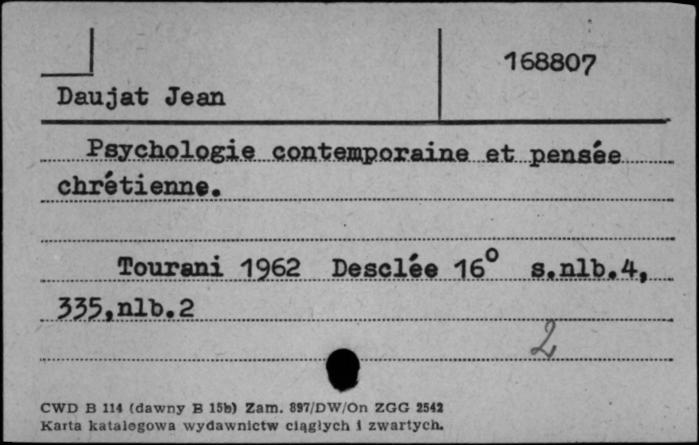 168807
Daujat Jean
Psychologie contemporaine et pensée
chrétienne.
Tourani 1962 Desclée 16° s.nlb.4,
335,nlb.2
2
CWD B 114 (dawny B 15b) Zam. 897/DW/On ZGG 2542
Karta katalogowa wydawnictw ciągłych i zwartych.